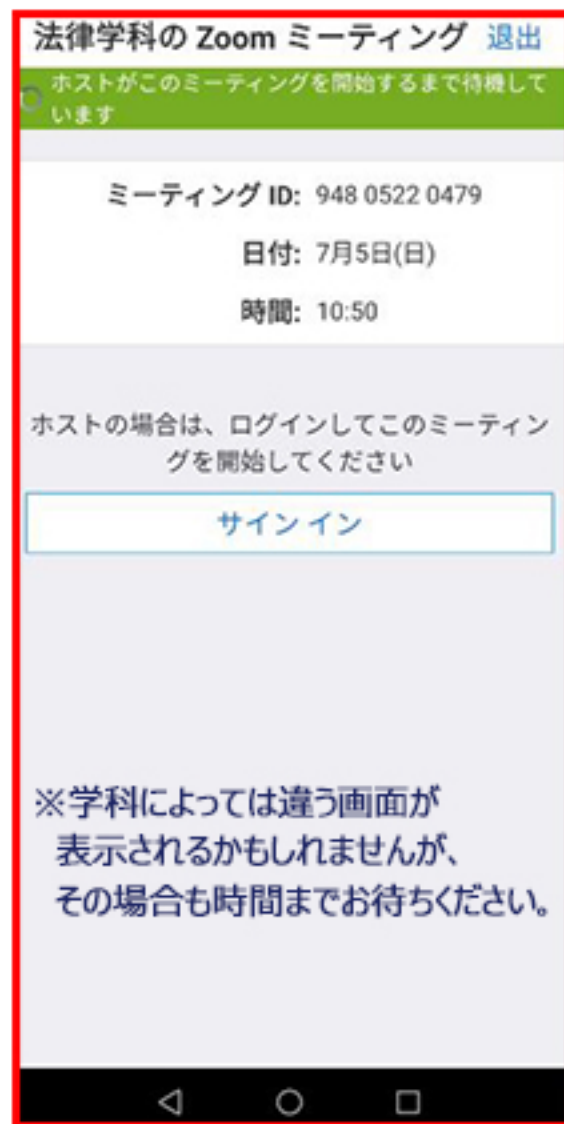 法律学科の Zoom ミーティング 退出
ホストがこのミーティングを開始するまで待機して
います
ミーティング ID: 948 0522 0479
日付: 7月5日(日)
時間: 10:50
ホストの場合は、ログインしてこのミーティン
グを開始してください
サイン イン
※学科によっては違う画面が
表示されるかもしれませんが、
その場合も時間までお待ちください。